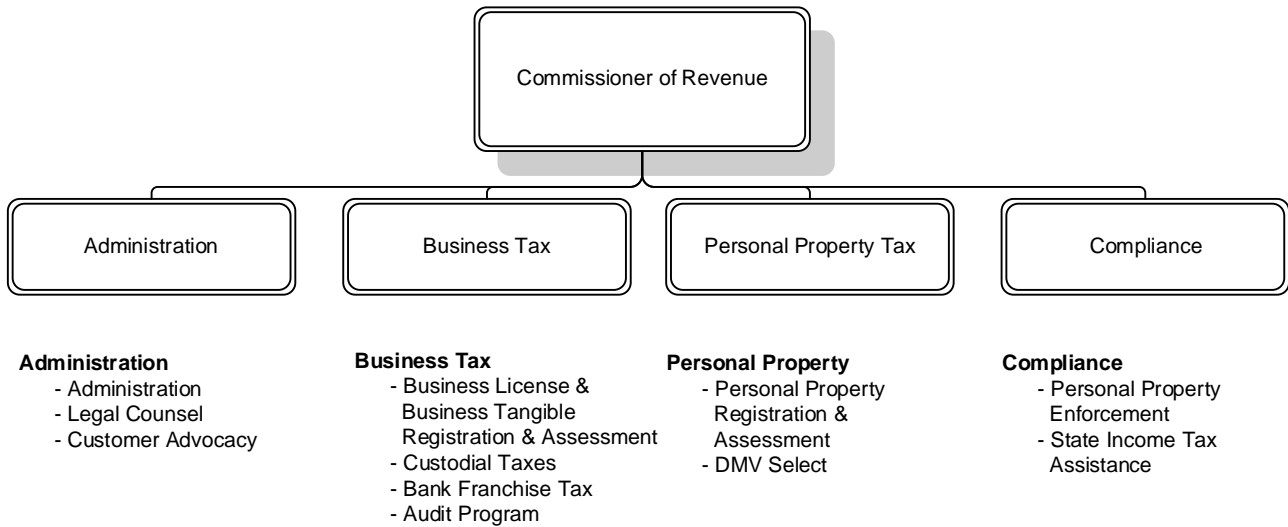 Commissioner of Revenue
Administration
Business Tax
Personal Property Tax
Compliance
Administration
- Administration
- Legal Counsel
- Customer Advocacy
Business Tax
- Business License &
Business Tangible
Registration & Assessment
- Custodial Taxes
- Bank Franchise Tax
- Audit Program
Personal Property
- Personal Property
Registration &
Assessment
- DMV Select
Compliance
- Personal Property
Enforcement
- State Income Tax
Assistance